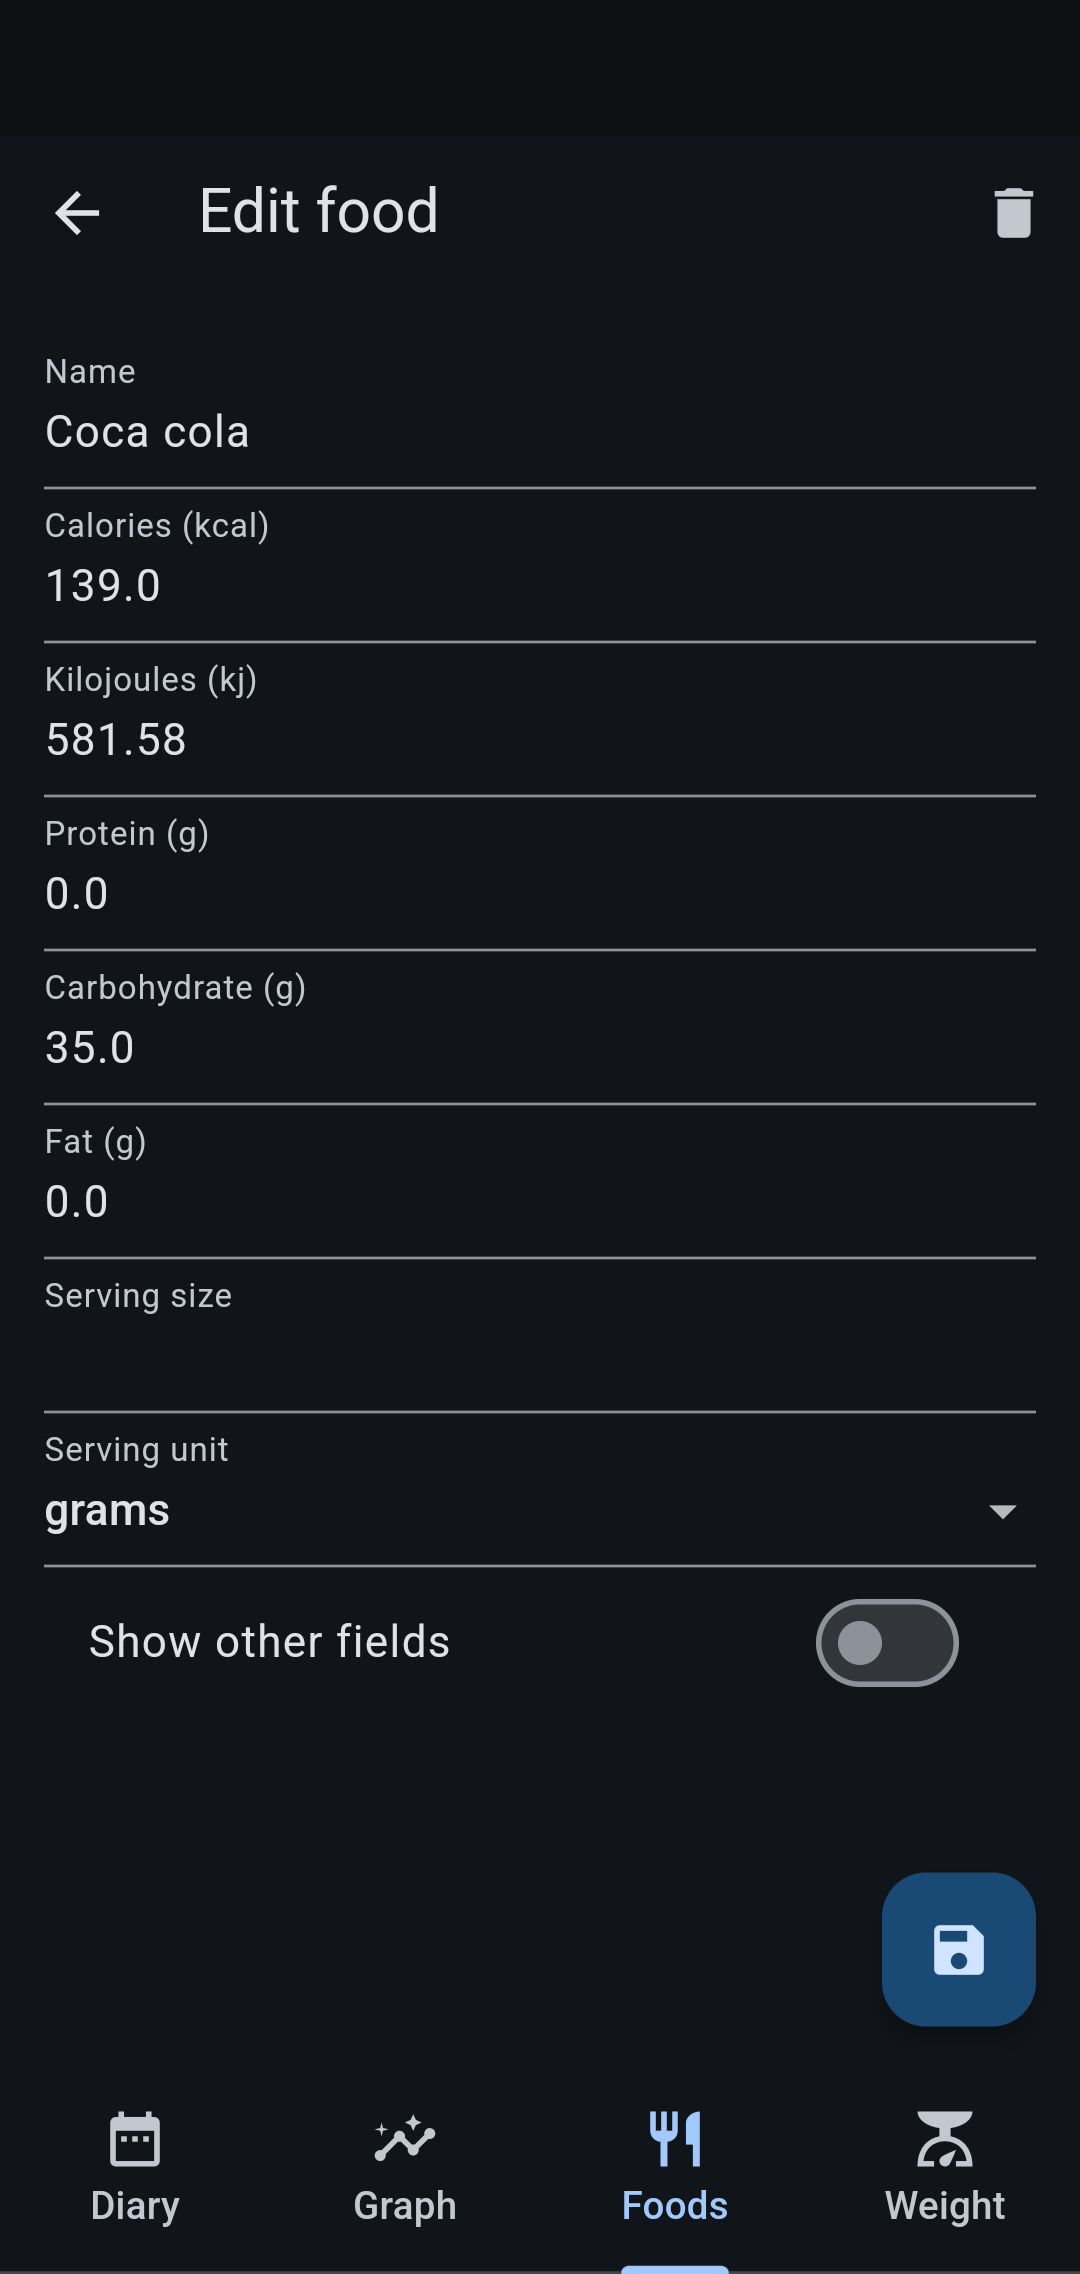 Edit food
Name
Coca cola
Calories (kcal)
139.0
Kilojoules (kj)
581.58
Protein (g)
0.0
Carbohydrate (g)
35.0
Fat (g)
0.0
Serving size
Serving unit
grams
Show other fields
Diary
Graph
Foods
Weight